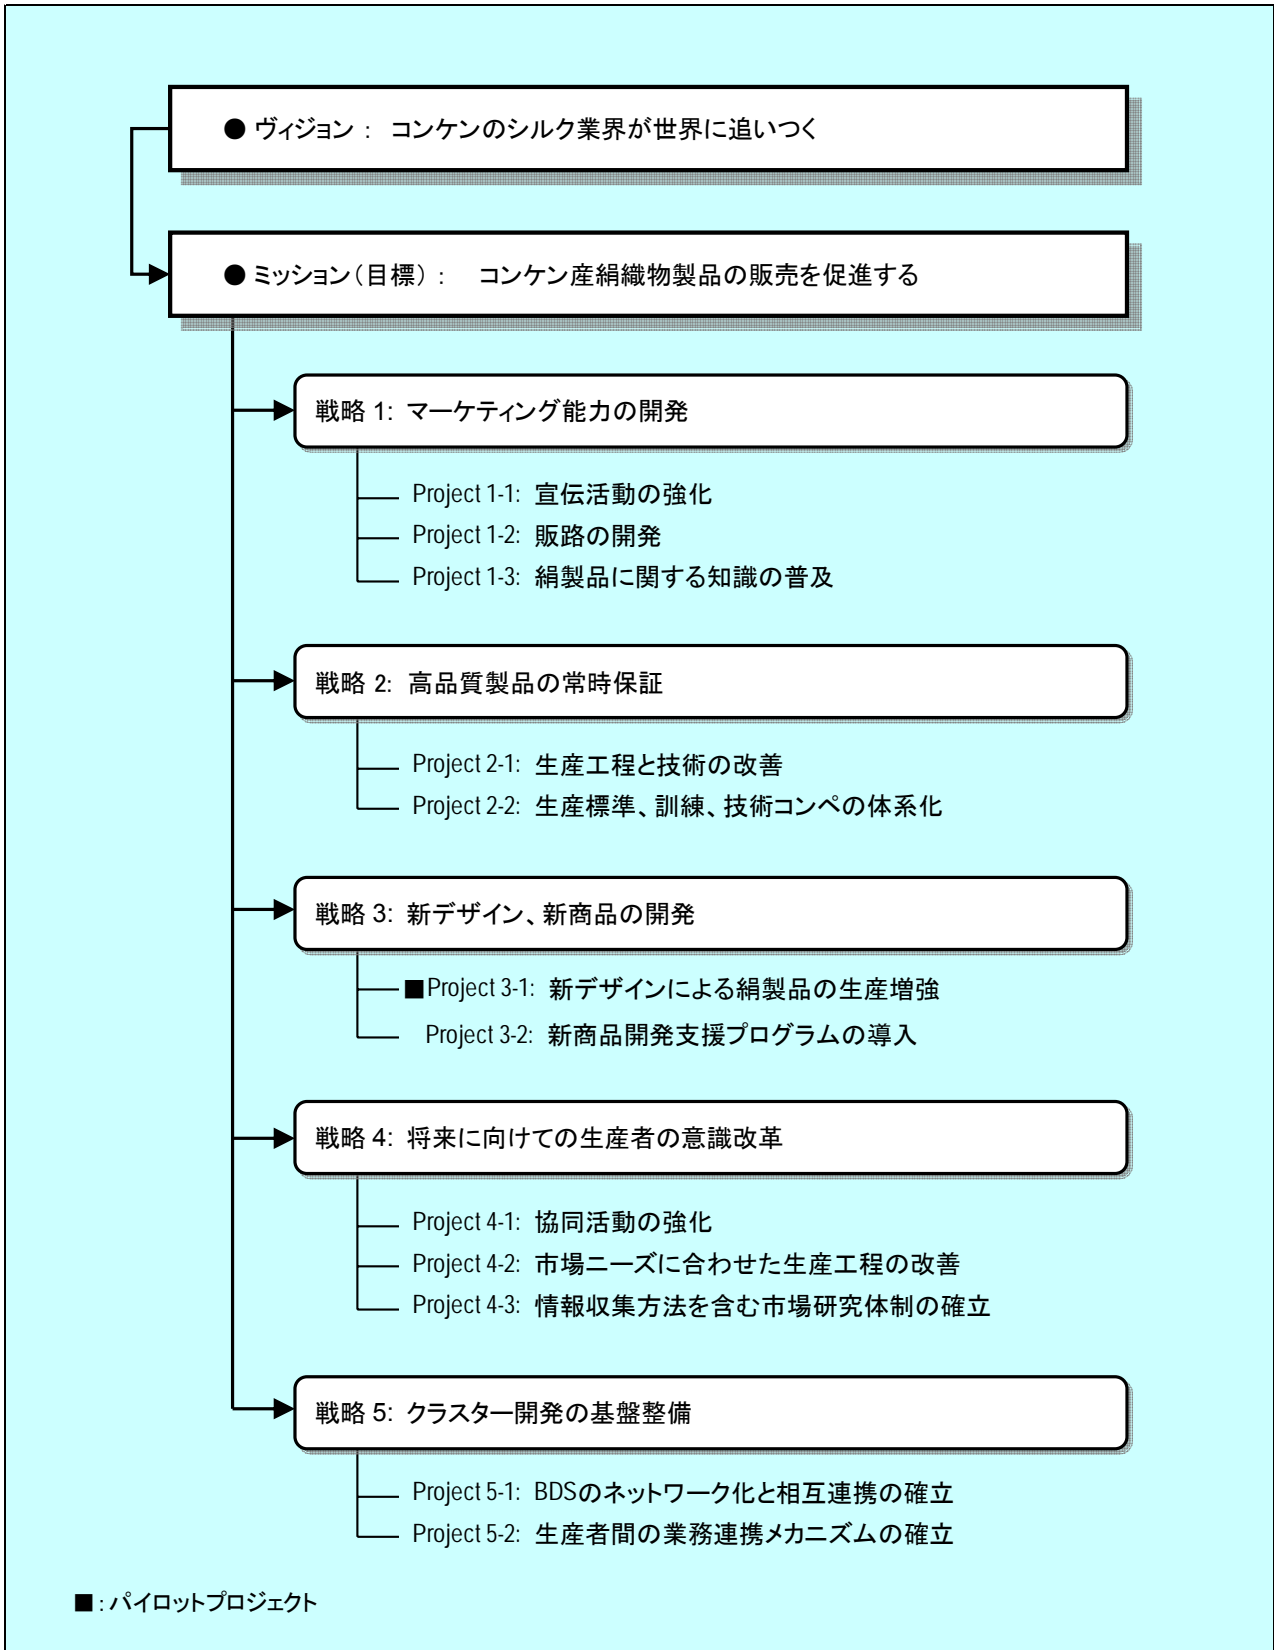 ● ヴィジョン： コンケンのシルク業界が世界に追いつく
● ミッション（目標）： コンケン産絹織物製品の販売を促進する
戦略 1: マーケティング能力の開発
Project 1-1: 宣伝活動の強化
Project 1-2: 販路の開発
Project 1-3: 絹製品に関する知識の普及
戦略 2: 高品質製品の常時保証
Project 2-1: 生産工程と技術の改善
Project 2-2: 生産標準、訓練、技術コンペの体系化
戦略 3: 新デザイン、新商品の開発
■Project 3-1: 新デザインによる絹製品の生産増強
Project 3-2: 新商品開発支援プログラムの導入
戦略 4: 将来に向けての生産者の意識改革
Project 4-1: 協同活動の強化
Project 4-2: 市場ニーズに合わせた生産工程の改善
Project 4-3: 情報収集方法を含む市場研究体制の確立
戦略 5: クラスター開発の基盤整備
Project 5-1: BDSのネットワーク化と相互連携の確立
Project 5-2: 生産者間の業務連携メカニズムの確立
■：パイロットプロジェクト